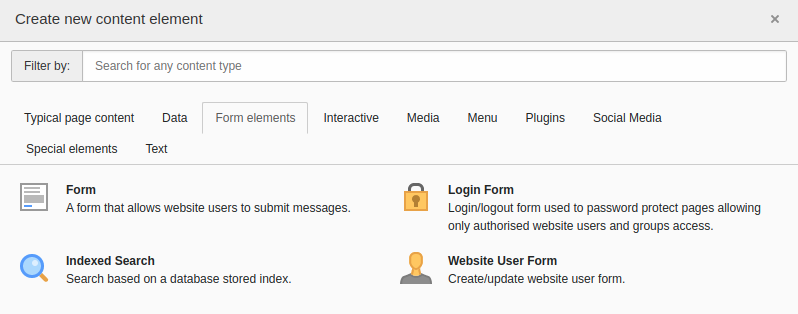 Create new content element ×
Filter by: Search for any content type
Typical page content Data Form elements Interactive Media Menu Plugins Social Media
Special elements Text
Form
A form that allows website users to submit messages.
Login Form
Login/logout form used to password protect pages allowing
only authorised website users and groups access.
Indexed Search
Search based on a database stored index.
Website User Form
Create/update website user form.